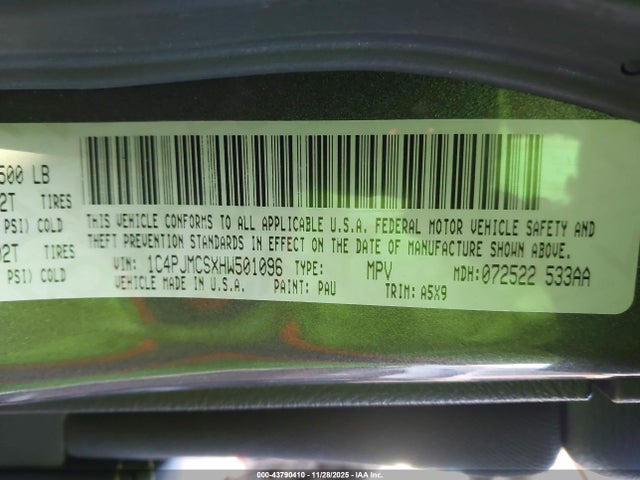 500 LB
2T TIRES
PSI) COLD
02T TIRES
PSI) COLD
THIS VEHICLE CONFORMS TO ALL APPLICABLE U.S.A. FEDERAL MOTOR VEHICLE SAFETY AND
THEFT PREVENTION STANDARDS IN EFFECT ON THE DATE OF MANUFACTURE SHOWN ABOVE.
VIN: 1C4PJMCSXHW501096 TYPE: MPV MDH:072522 533AA
VEHICLE MADE IN U.S.A. PAINT: PAU TRIM: A5X9
000-43790410 - 11/28/2025 - IAA Inc.